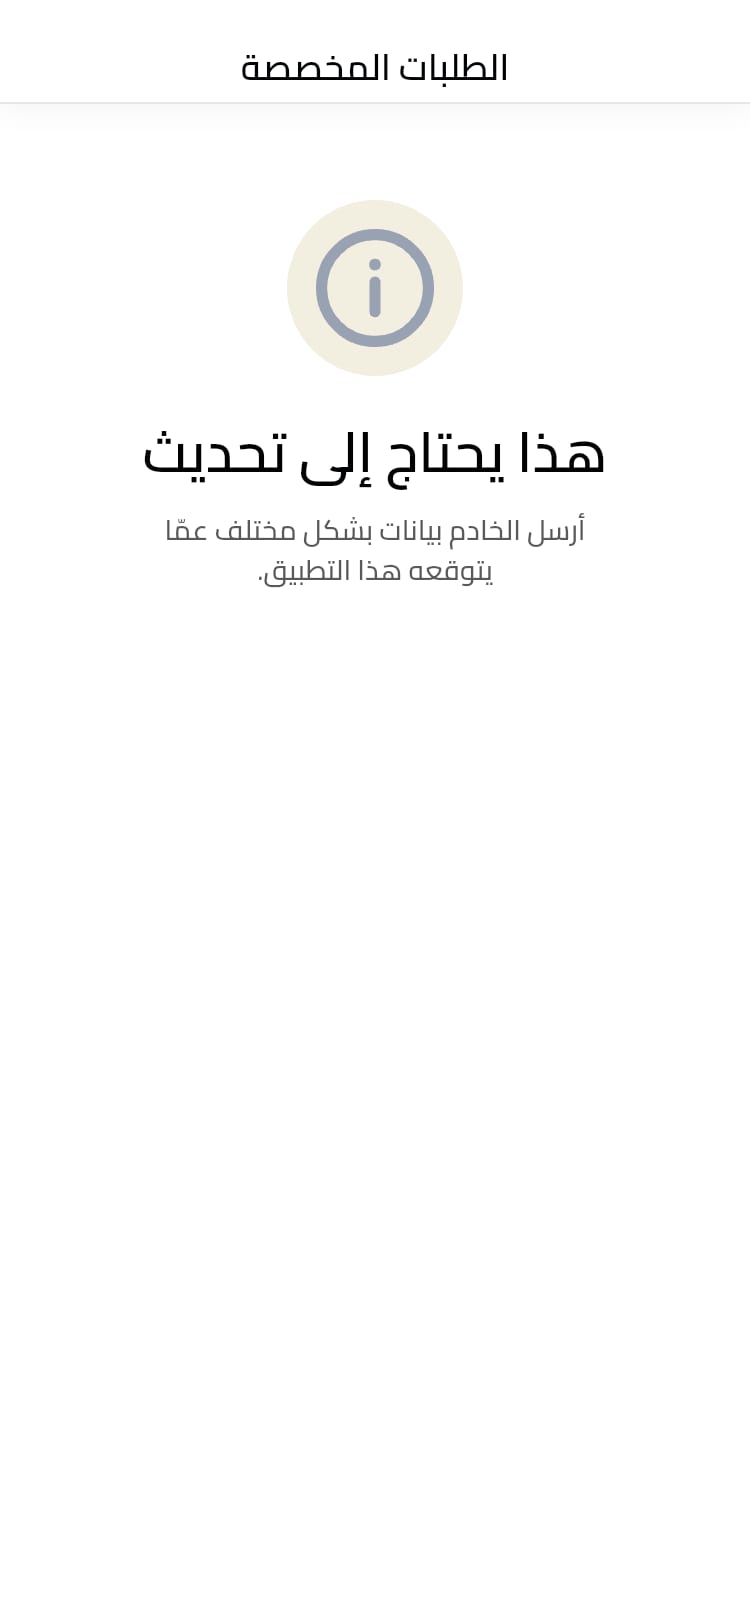 الطلبات المخصصة
هذا يحتاج إلى تحديث
أرسل الخادم بيانات بشكل مختلف عمّا
يتوقعه هذا التطبيق.